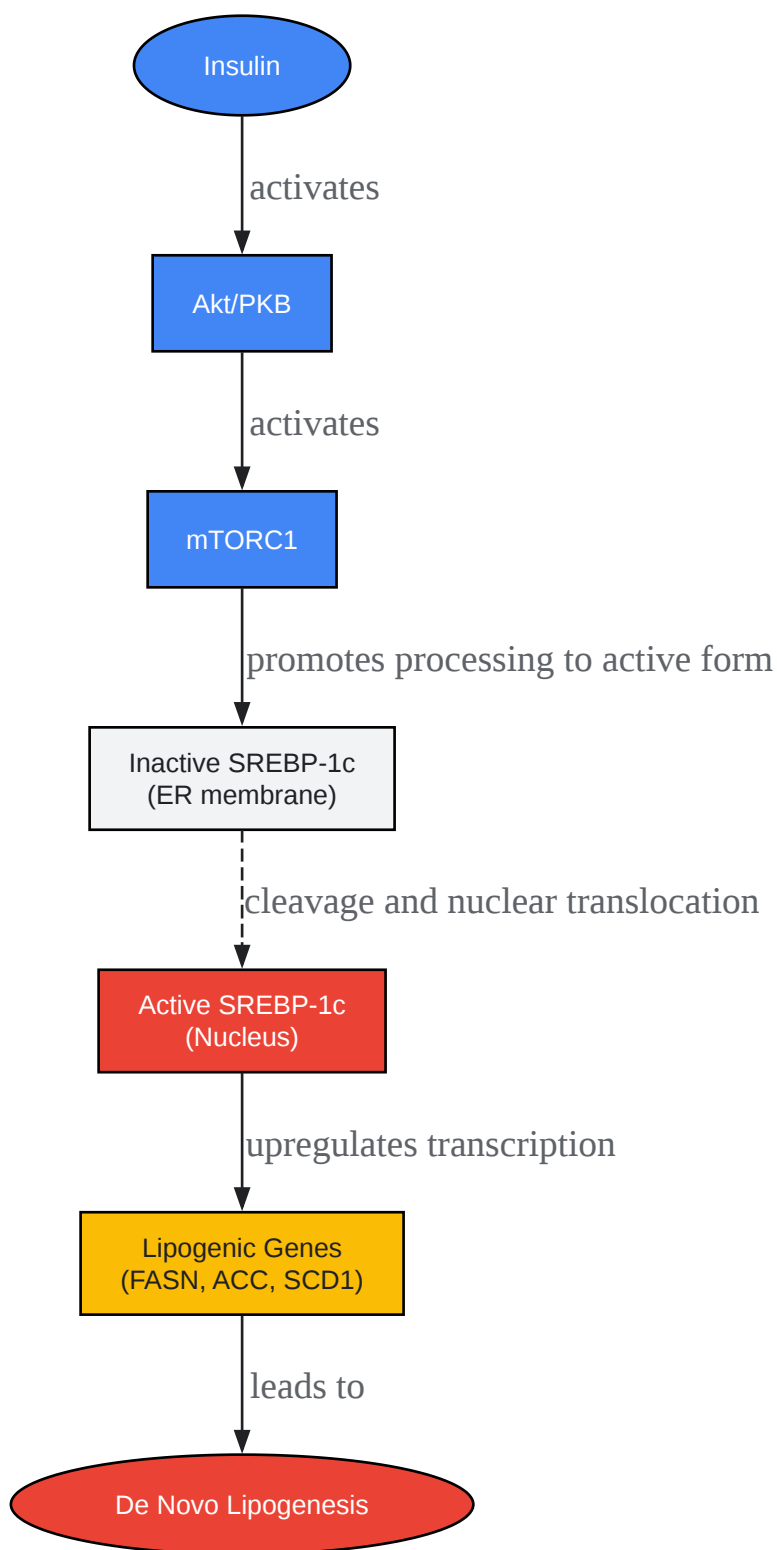 Insulin
activates
Akt/PKB
activates
mTORC1
promotes processing to active form
Inactive SREBP-1c
(ER membrane)
cleavage and nuclear translocation
Active SREBP-1c
(Nucleus)
upregulates transcription
Lipogenic Genes
(FASN, ACC, SCD1)
leads to
De Novo Lipogenesis